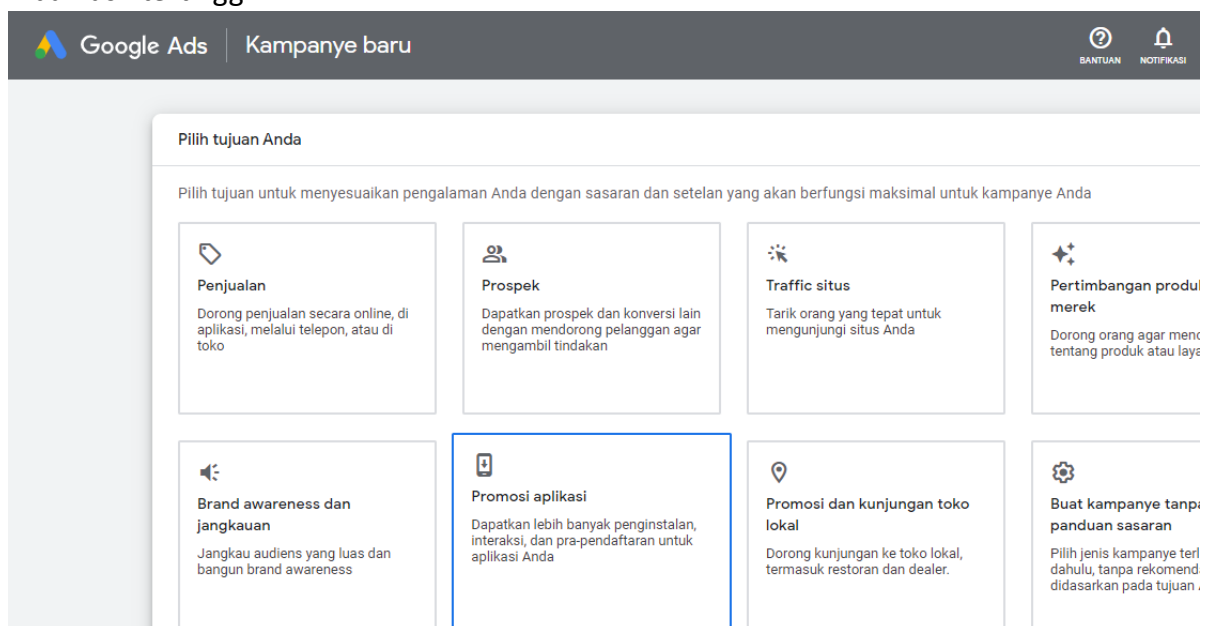 Google Ads
Kampanye baru
BANTUAN
NOTIFIKASI
Pilih tujuan Anda
Pilih tujuan untuk menyesuaikan pengalaman Anda dengan sasaran dan setelan yang akan berfungsi maksimal untuk kampanye Anda
Penjualan
Dorong penjualan secara online, di
aplikasi, melalui telepon, atau di
toko
Prospek
Dapatkan prospek dan konversi lain
dengan mendorong pelanggan agar
mengambil tindakan
Traffic situs
Tarik orang yang tepat untuk
mengunjungi situs Anda
Pertimbangan
merek
Dorong orang agar
tentang produk atau
Brand awareness dan
jangkauan
Jangkau audiens yang luas dan
bangun brand awareness
Promosi aplikasi
Dapatkan lebih banyak penginstalan,
interaksi, dan pra-pendaftaran untuk
aplikasi Anda
Promosi dan kunjungan toko
lokal
Dorong kunjungan ke toko lokal,
termasuk restoran dan dealer.
Buat kampanye
panduan sasaran
Pilih jenis kampanye
dahulu, tanpa
didasarkan pada tujuan